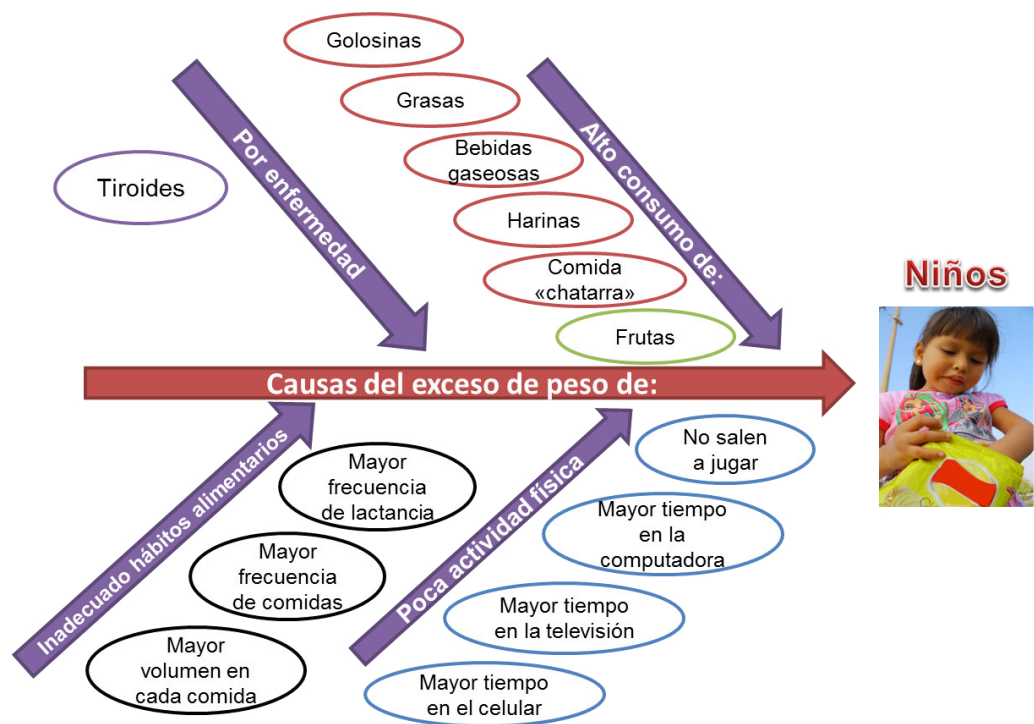 Golosinas
Grasas
Bebidas
gaseosas
Harinas
Comida
«chatarra»
Frutas
Alto consumo de:
Por enfermedad
Tiroides
Niños
Causas del exceso de peso de:
Inadecuado hábitos alimentarios
Mayor
frecuencia
de lactancia
Mayor
frecuencia
de comidas
Mayor
volumen en
cada comida
Poca actividad física
No salen
a jugar
Mayor tiempo
en la
computadora
Mayor tiempo
en la televisión
Mayor tiempo
en el celular